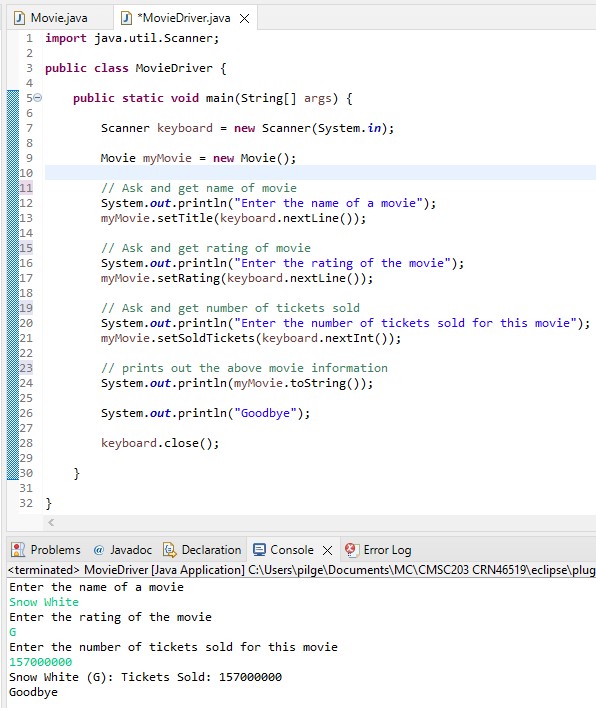 Movie.java *MovieDriver.java
1 import java.util.Scanner;
2
3 public class MovieDriver {
4
5 public static void main(String[] args) {
6
7 Scanner keyboard = new Scanner(System.in);
8
9 Movie myMovie = new Movie();
10
11 // Ask and get name of movie
12 System.out.println("Enter the name of a movie");
13 myMovie.setTitle(keyboard.nextLine());
14
15 // Ask and get rating of movie
16 System.out.println("Enter the rating of the movie");
17 myMovie.setRating(keyboard.nextLine());
18
19 // Ask and get number of tickets sold
20 System.out.println("Enter the number of tickets sold for this movie");
21 myMovie.setSoldTickets(keyboard.nextInt());
22
23 // prints out the above movie information
24 System.out.println(myMovie.toString());
25
26 System.out.println("Goodbye");
27
28 keyboard.close();
29
30 }
31
32 }
Problems @ Javadoc Declaration Console Error Log
<terminated> MovieDriver [Java Application] C:\Users\pilge\Documents\MC\CMSC203 CRN46519\eclipse\plug
Enter the name of a movie
Snow White
Enter the rating of the movie
G
Enter the number of tickets sold for this movie
157000000
Snow White (G): Tickets Sold: 157000000
Goodbye